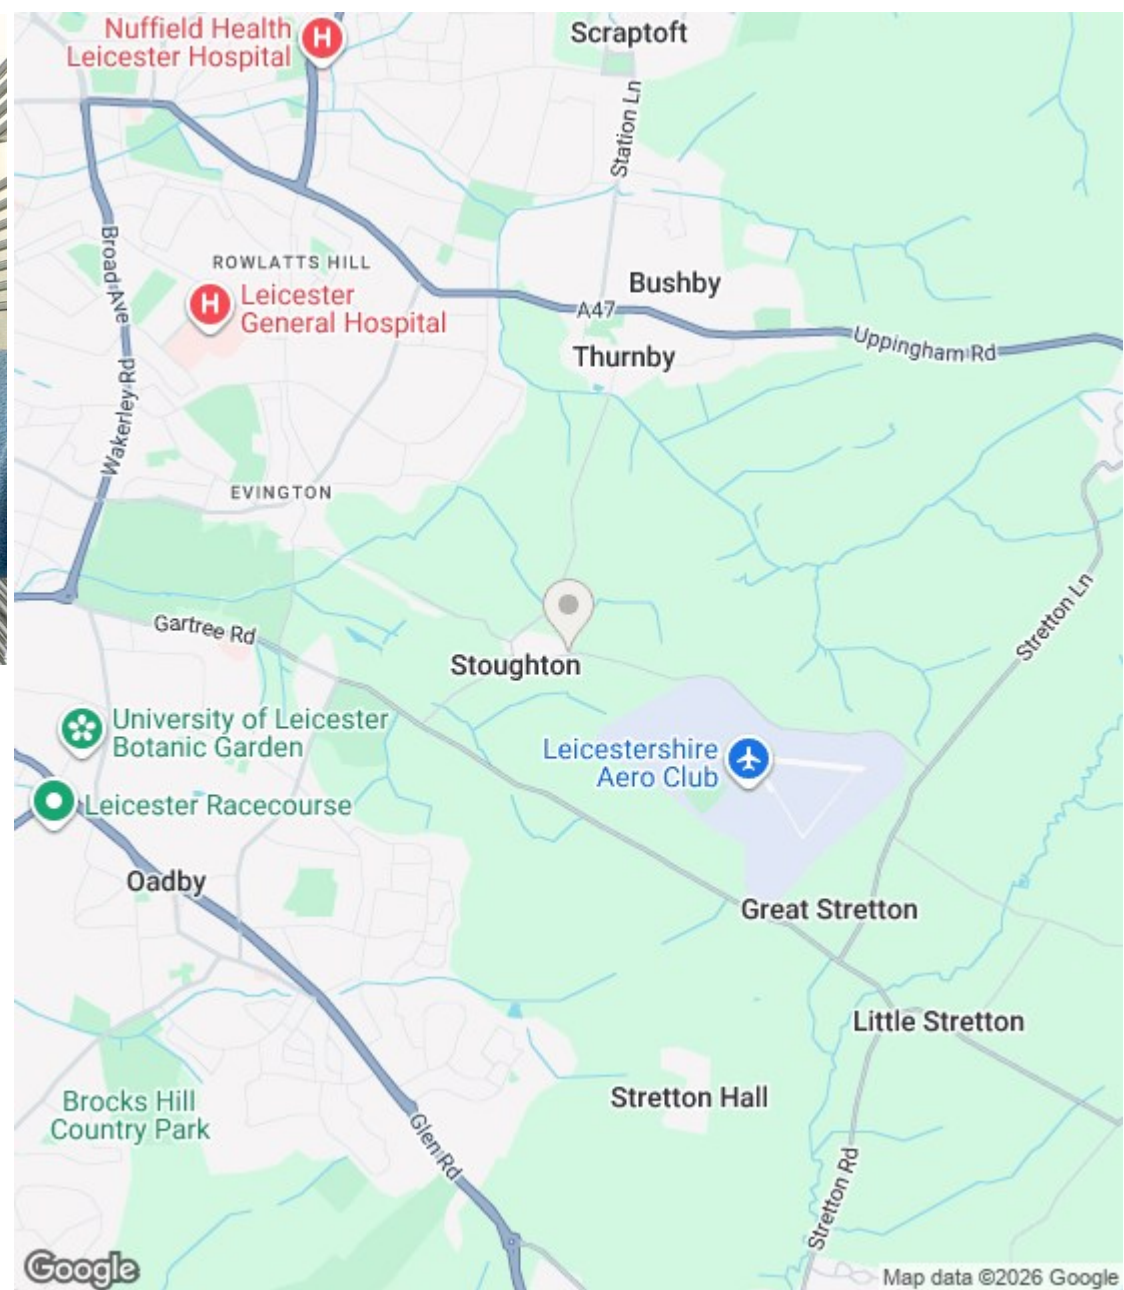 Nuffield Health
Leicester Hospital
H
Scraptoft
Station Ln
Broad Ave
ROWLATTS HILL
H
Leicester
General Hospital
Bushby
A47
Uppingham Rd
Thurnby
Wakerley Rd
EVINGTON
Gartree Rd
Stretton Ln
Stoughton
University of Leicester
Botanic Garden
Leicestershire
Aero Club
Leicester Racecourse
Oadby
Great Stretton
Little Stretton
Stretton Hall
Brocks Hill
Country Park
Glen Rd
Stretton Rd
Google
Map data ©2026 Google